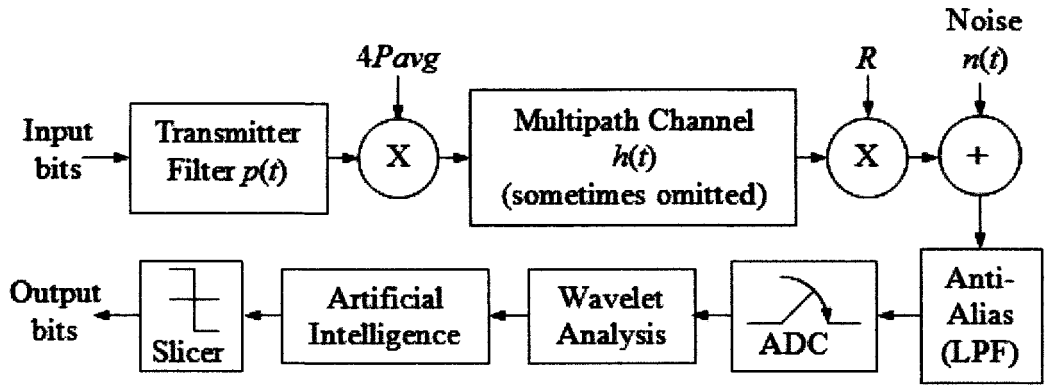 4Pavg
R
Noise
n(t)
Input
bits
Transmitter
Filter p(t)
X
Multipath Channel
h(t)
(sometimes omitted)
X
+
Output
bits
Slicer
Artificial
Intelligence
Wavelet
Analysis
ADC
Anti-
Alias
(LPF)